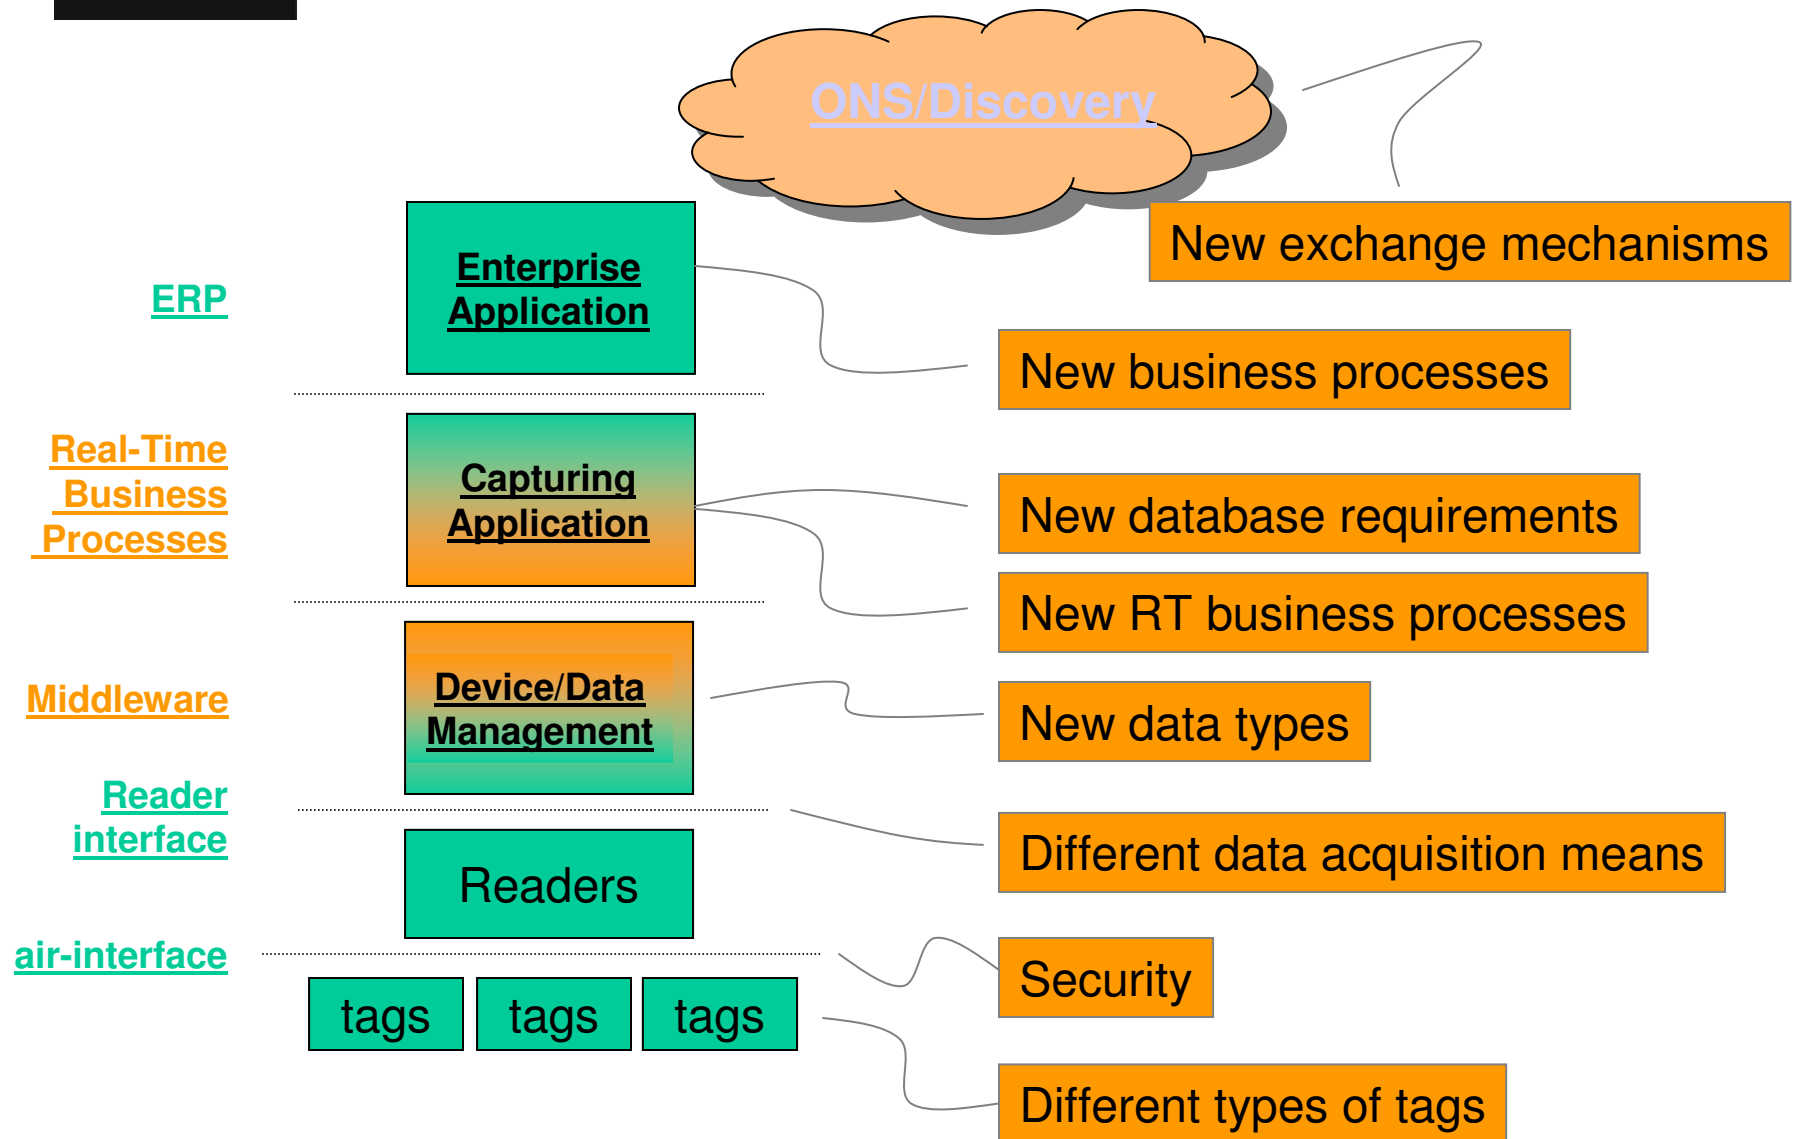 ONS/Discovery
New exchange mechanisms
ERP
Enterprise
Application
New business processes
Real-Time
Business
Processes
Capturing
Application
New database requirements
New RT business processes
Middleware
Device/Data
Management
New data types
Reader
interface
Readers
Different data acquisition means
air-interface
Security
tags
tags
tags
Different types of tags